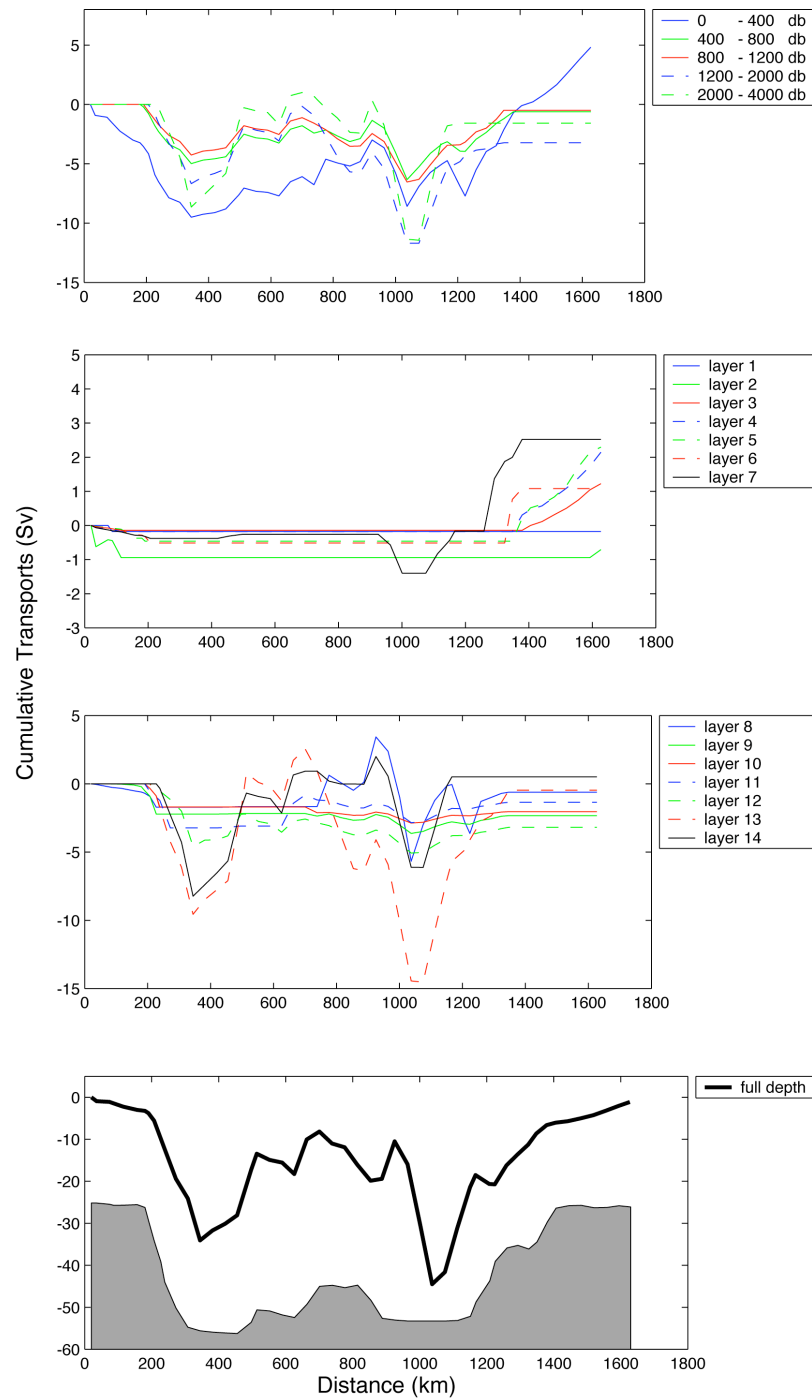 5
0
-5
-10
-15
0 200 400 600 800 1000 1200 1400 1600 1800
0 - 400 db
400 - 800 db
800 - 1200 db
1200 - 2000 db
2000 - 4000 db
5
4
3
2
1
0
-1
-2
-3
0 200 400 600 800 1000 1200 1400 1600 1800
layer 1
layer 2
layer 3
layer 4
layer 5
layer 6
layer 7
Cumulative Transports (Sv)
5
0
-5
-10
-15
0 200 400 600 800 1000 1200 1400 1600 1800
layer 8
layer 9
layer 10
layer 11
layer 12
layer 13
layer 14
0
-10
-20
-30
-40
-50
-60
0 200 400 600 800 1000 1200 1400 1600 1800
full depth
Distance (km)